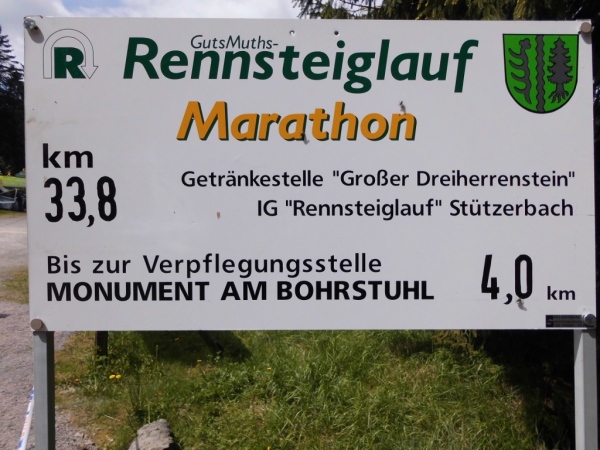 R
GutsMuths-
Rennsteiglauf
Marathon
km
33,8
Getränkestelle "Großer Dreiherrenstein"
IG "Rennsteiglauf" Stützerbach
Bis zur Verpflegungsstelle
MONUMENT AM BOHRSTUHL 4,0 km